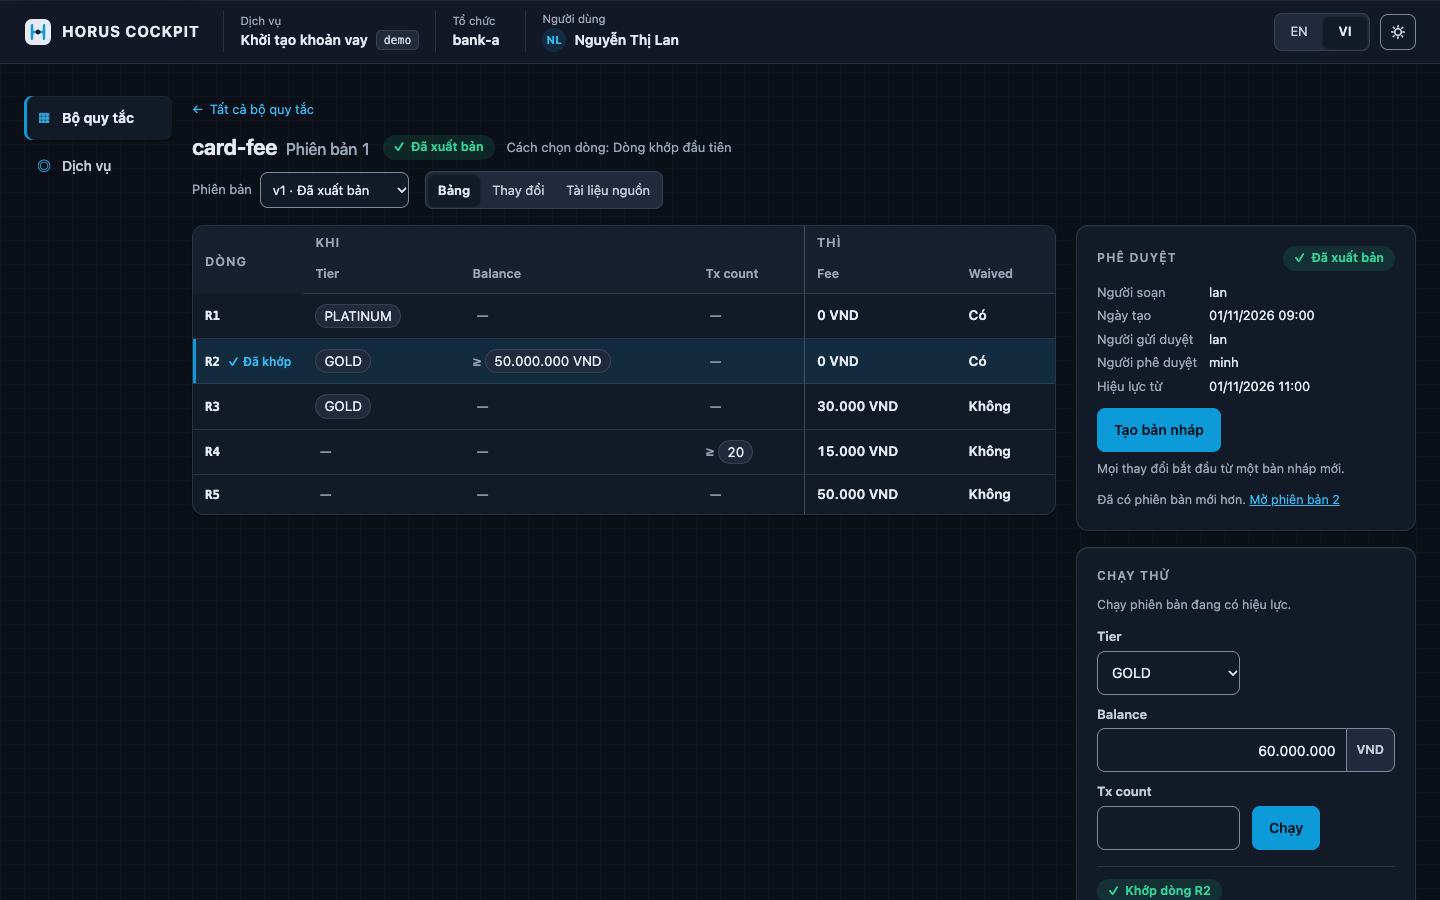 HORUS COCKPIT
Dịch vụ
Khởi tạo khoản vay demo
Tổ chức
bank-a
Người dùng
NL Nguyễn Thị Lan
EN VI
Bộ quy tắc
Dịch vụ
← Tất cả bộ quy tắc
card-fee Phiên bản 1 ✓ Đã xuất bản Cách chọn dòng: Dòng khớp đầu tiên
Phiên bản v1 · Đã xuất bản Bảng Thay đổi Tài liệu nguồn
DÒNG KHI THÌ
Tier Balance Tx count Fee Waived
R1 PLATINUM — — 0 VND Có
R2 ✓ Đã khớp GOLD ≥ 50.000.000 VND — 0 VND Có
R3 GOLD — — 30.000 VND Không
R4 — — ≥ 20 15.000 VND Không
R5 — — — 50.000 VND Không
PHÊ DUYỆT ✓ Đã xuất bản
Người soạn lan
Ngày tạo 01/11/2026 09:00
Người gửi duyệt lan
Người phê duyệt minh
Hiệu lực từ 01/11/2026 11:00
Tạo bản nháp
Mọi thay đổi bắt đầu từ một bản nháp mới.
Đã có phiên bản mới hơn. Mở phiên bản 2
CHẠY THỬ
Chạy phiên bản đang có hiệu lực.
Tier
GOLD
Balance
60.000.000 VND
Tx count
Chạy
✓ Khớp dòng R2